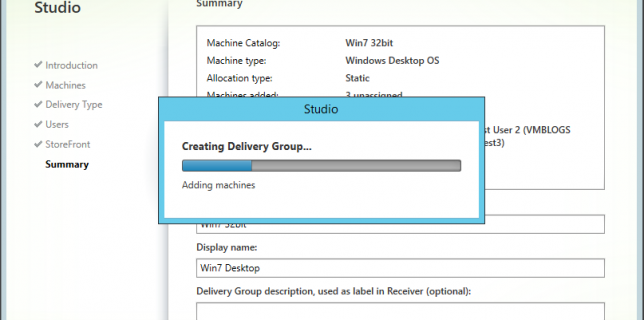 Studio
Summary
Introduction
Machines
Delivery Type
Users
StoreFront
Summary
Machine Catalog: Win7 32bit
Machine type: Windows Desktop OS
Allocation type: Static
Machines added: 3 unassigned
st User 2 (VMBLOGS
est3)
Studio
Creating Delivery Group...
Adding machines
Win7 32bit
Display name:
Win7 Desktop
Delivery Group description, used as label in Receiver (optional):